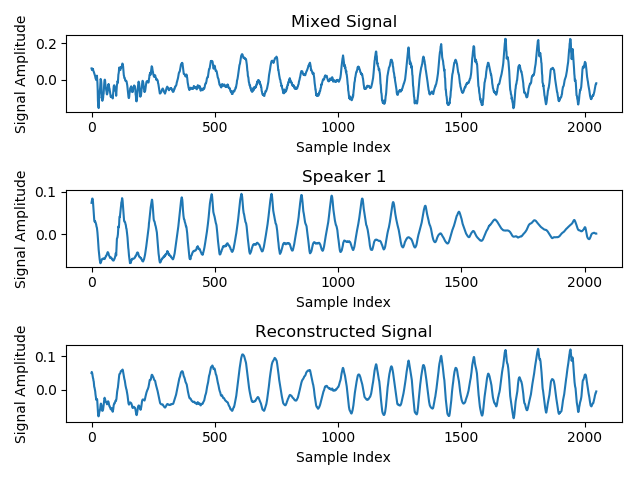 Mixed Signal
Signal Amplitude
0.2
0.0
0 500 1000 1500 2000
Sample Index
Speaker 1
Signal Amplitude
0.1
0.0
0 500 1000 1500 2000
Sample Index
Reconstructed Signal
Signal Amplitude
0.1
0.0
0 500 1000 1500 2000
Sample Index